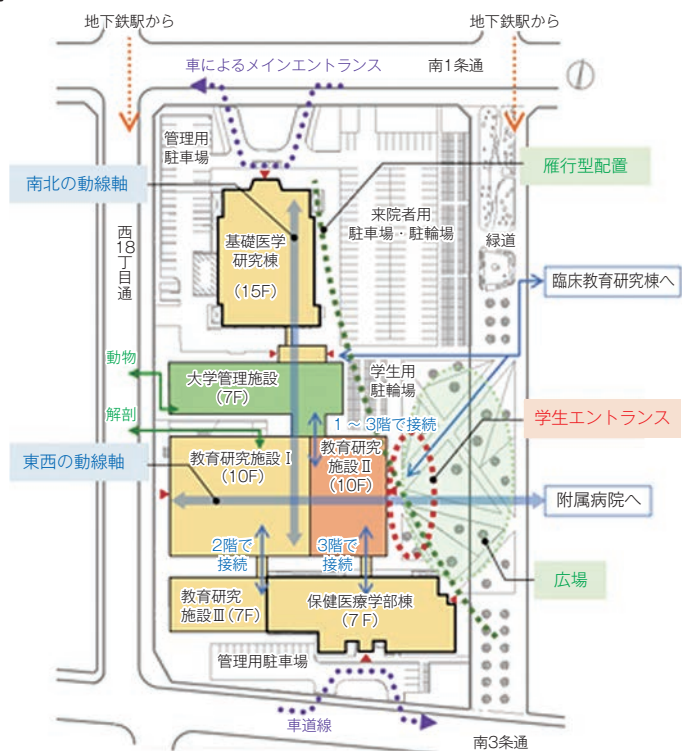 地下鉄駅から
地下鉄駅から
車によるメインエントランス
南1条通
管理用
駐車場
南北の動線軸
雁行型配置
来院者用
駐車場・駐輪場
基礎医学
研究棟
(15F)
緑道
西18丁目通
臨床教育研究棟へ
動物
大学管理施設
(7F)
学生用
駐輪場
解剖
1 ～ 3階で接続
学生エントランス
東西の動線軸
教育研究施設Ⅰ
(10F)
教育研究
施設Ⅱ
(10F)
附属病院へ
2階で
接続
3階で
接続
広場
教育研究
施設Ⅲ(7F)
保健医療学部棟
(7F)
管理用駐車場
車道線
南3条通